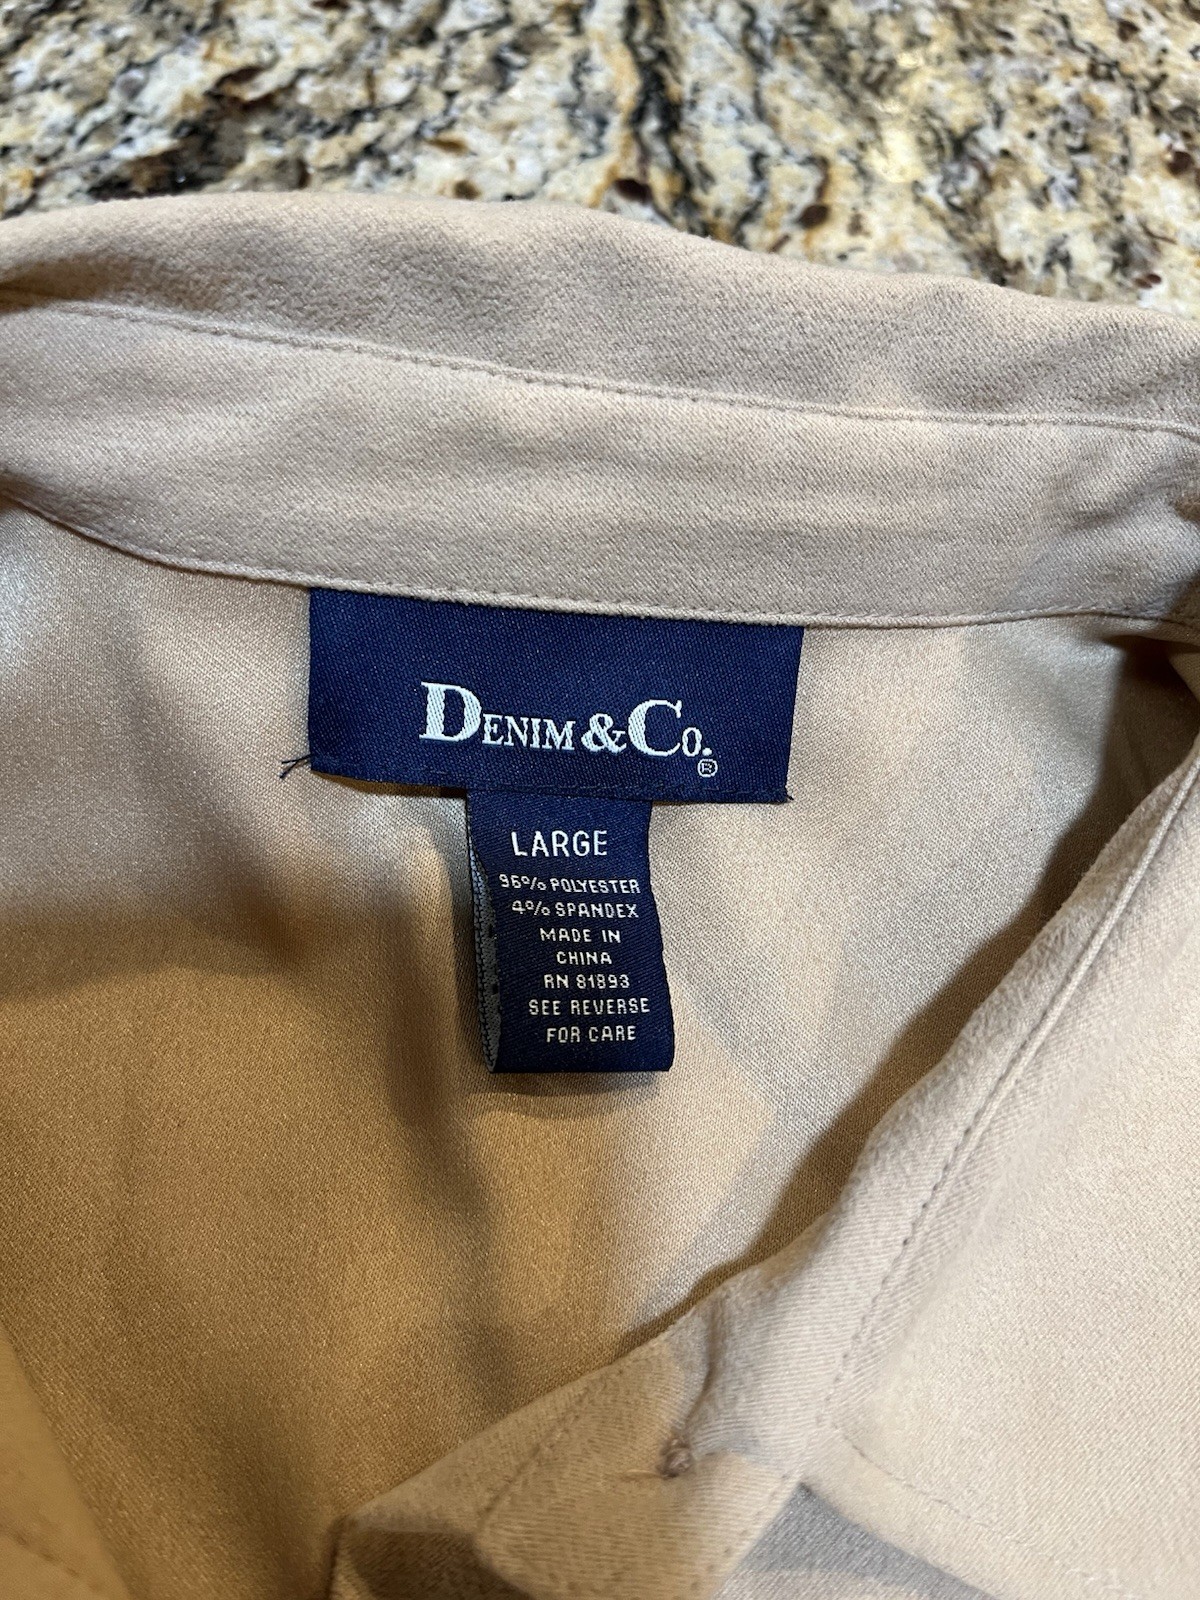 DENIM & CO.
®
LARGE
96% POLYESTER
4% SPANDEX
MADE IN
CHINA
RN 81893
SEE REVERSE
FOR CARE